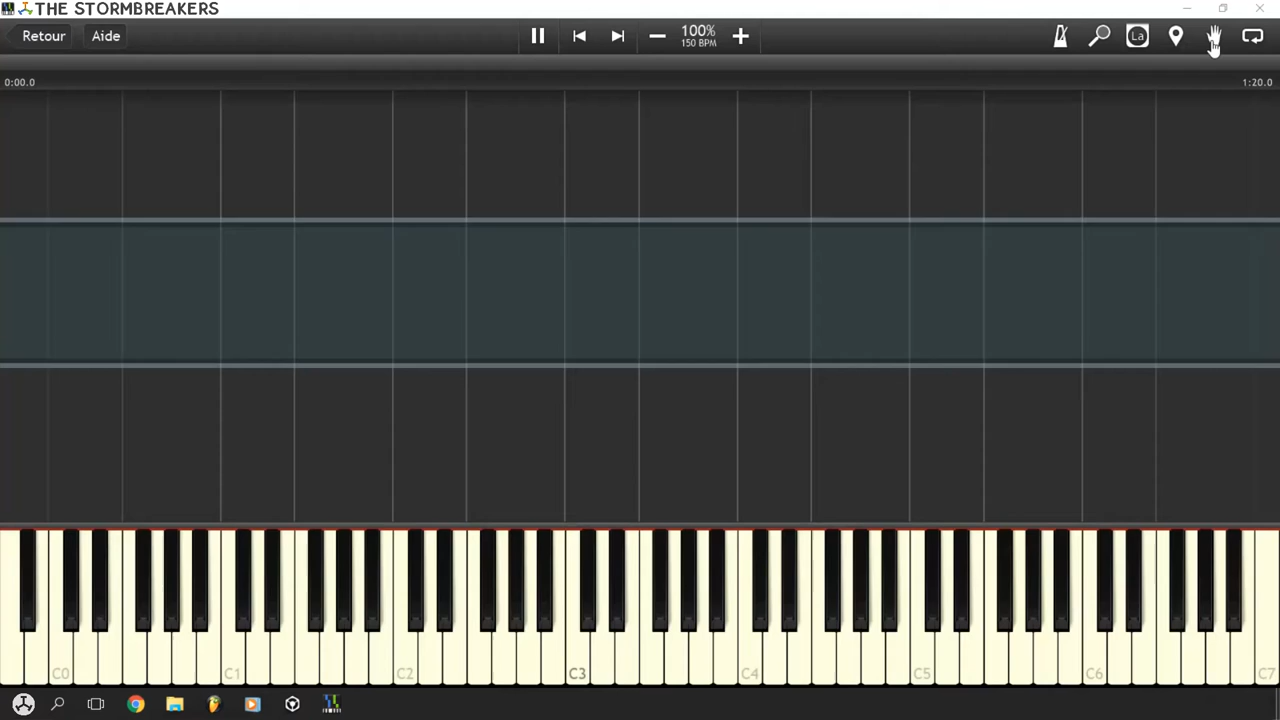 THE STORMBREAKERS
Retour Aide 100% La
150 BPM
0:00.0 1:20.0
C0 C1 C2 C3 C4 C5 C6 C7